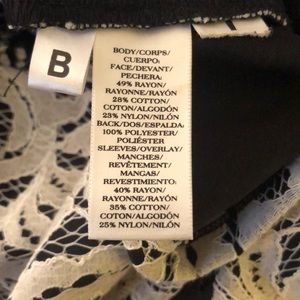 B
BODY/CORPS/
CUERPO:
FACE/DEVANT/
PECHERA:
49% RAYON/
RAYONNE/RAYÓN
28% COTTON/
COTON/ALGODÓN
23% NYLON/NILÓN
BACK/DOS/ESPALDA:
100% POLYESTER/
POLIÉSTER
SLEEVES/OVERLAY/
MANCHES/
REVÊTEMENT/
MANGAS/
REVESTIMIENTO:
40% RAYON/
RAYONNE/RAYÓN
35% COTTON/
COTON/ALGODÓN
25% NYLON/NILÓN